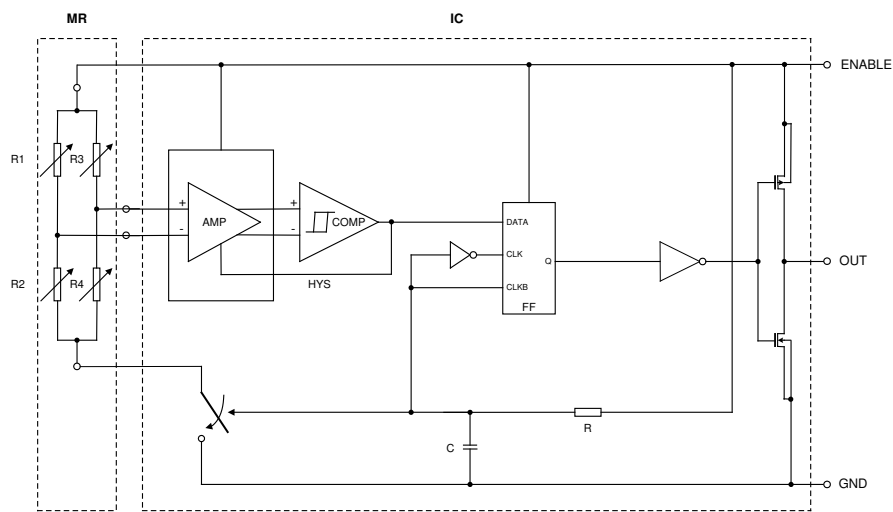 MR
IC
ENABLE
R1
R3
+
+
AMP
COMP
-
-
DATA
CLK
Q
OUT
R2
R4
HYS
CLKB
FF
R
C
GND